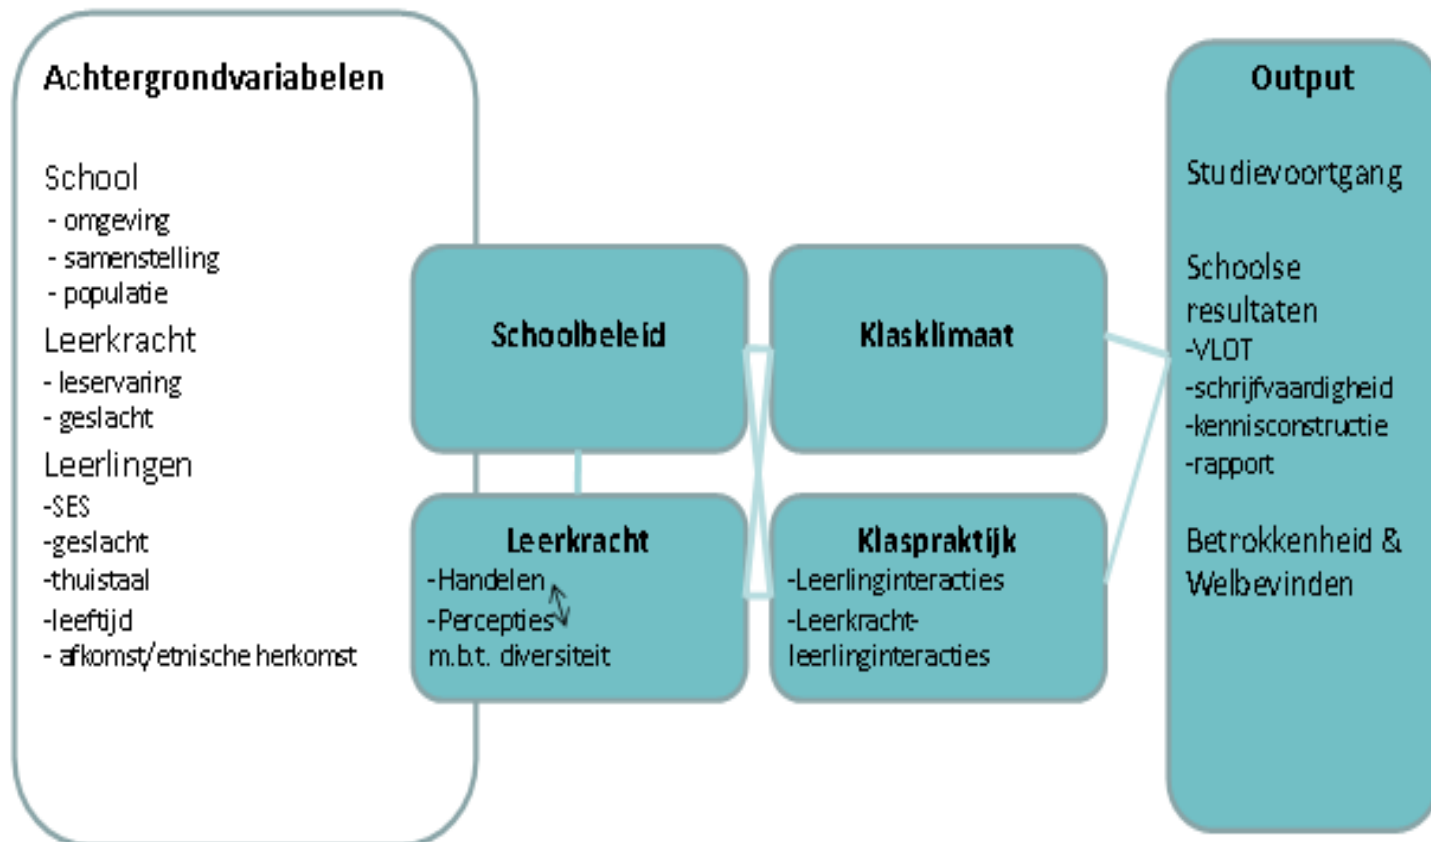 Achtergrondvariabelen
School
- omgeving
- samenstelling
- populatie
Leerkracht
- leservaring
- geslacht
Leerlingen
-SES
-geslacht
-thuistaal
-leeftijd
- afkomst/etnische herkomst
Schoolbeleid
Leerkracht
-Handelen
-Percepties
m.b.t. diversiteit
Klasklimaat
Klaspraktijk
-Leerlinginteracties
-Leerkracht-
leerlinginteracties
Output
Studievoortgang
Schoolse
resultaten
-VLOT
-schrijfvaardigheid
-kennisconstructie
-rapport
Betrokkenheid &
Welbevinden